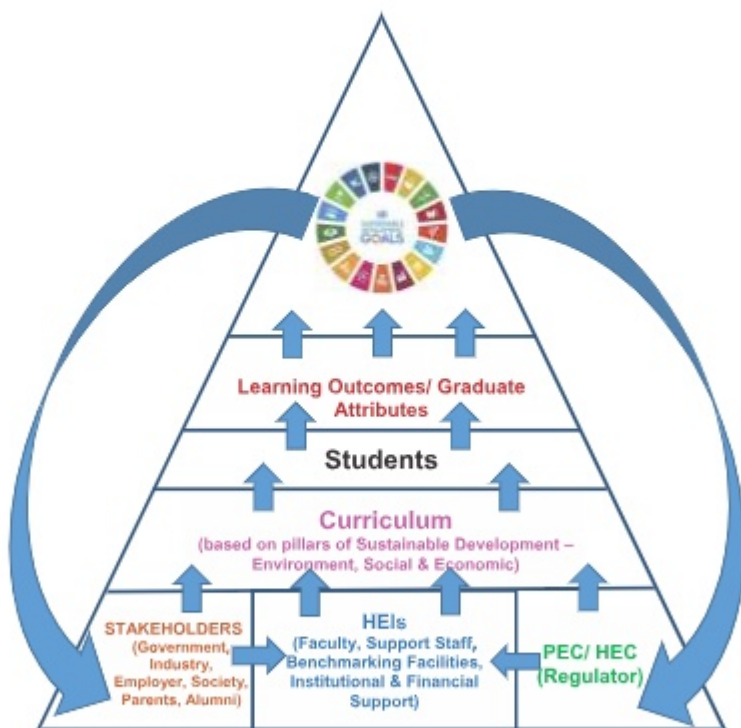 SUSTAINABLE
DEVELOPMENT
GOALS
Learning Outcomes/ Graduate
Attributes
Students
Curriculum
(based on pillars of Sustainable Development –
Environment, Social & Economic)
STAKEHOLDERS
(Government,
Industry,
Employer, Society,
Parents, Alumni)
HEIs
(Faculty, Support Staff,
Benchmarking Facilities,
Institutional & Financial
Support)
PEC/ HEC
(Regulator)